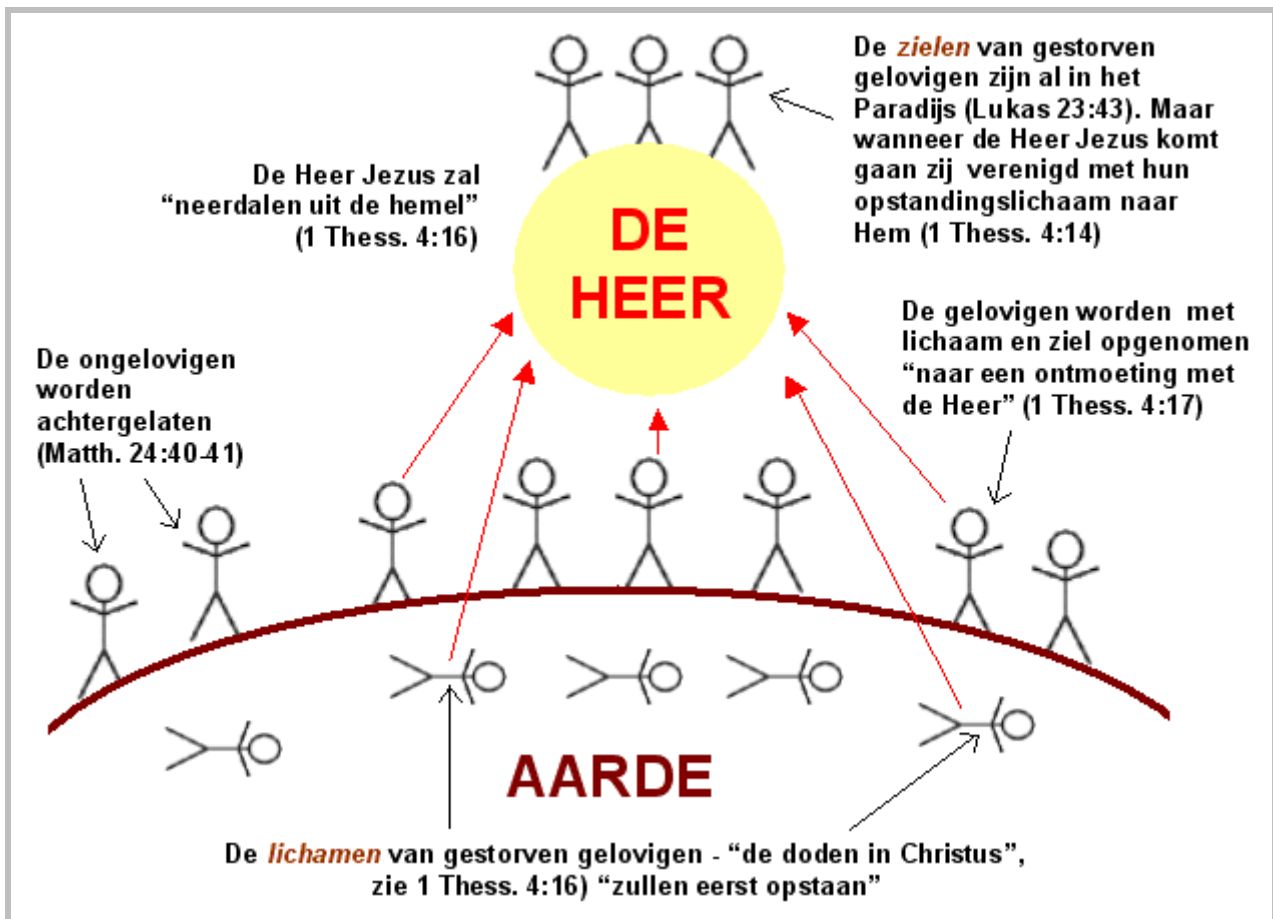 De zielen van gestorven
gelovigen zijn al in het
Paradijs (Lukas 23:43). Maar
wanneer de Heer Jezus komt
gaan zij verenigd met hun
opstandingslichaam naar
Hem (1 Thess. 4:14)
De Heer Jezus zal
“neerdalen uit de hemel”
(1 Thess. 4:16)
DE
HEER
De gelovigen worden met
lichaam en ziel opgenomen
“naar een ontmoeting met
de Heer” (1 Thess. 4:17)
De ongelovigen
worden
achtergelaten
(Matth. 24:40-41)
AARDE
De lichamen van gestorven gelovigen - “de doden in Christus”,
zie 1 Thess. 4:16) “zullen eerst opstaan”